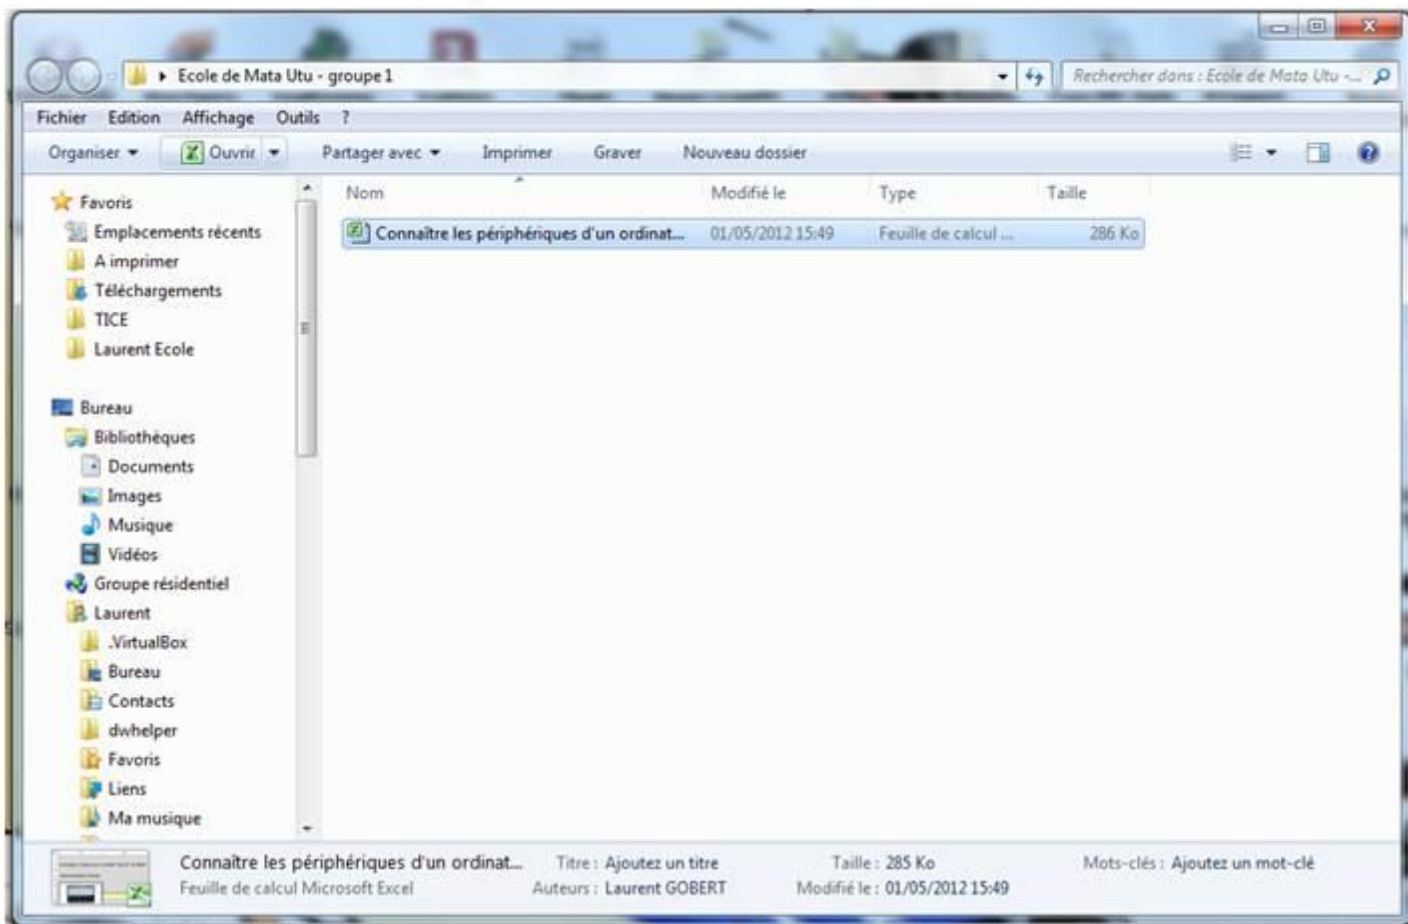 Ecole de Mata Utu - groupe 1
Rechercher dans : Ecole de Mata Utu -...
Fichier Edition Affichage Outils ?
Organiser Ouvrir Partager avec Imprimer Graver Nouveau dossier
Nom Modifié le Type Taille
Connaître les périphériques d'un ordinat... 01/05/2012 15:49 Feuille de calcul ... 286 Ko
Favoris
Emplacements récents
A imprimer
Téléchargements
TICE
Laurent Ecole
Bureau
Bibliothèques
Documents
Images
Musique
Vidéos
Groupe résidentiel
Laurent
.VirtualBox
Bureau
Contacts
dwhelper
Favoris
Liens
Ma musique
Connaître les périphériques d'un ordinat... Titre : Ajoutez un titre Taille : 285 Ko Mots-clés : Ajoutez un mot-clé
Feuille de calcul Microsoft Excel Auteurs : Laurent GOBERT Modifié le : 01/05/2012 15:49